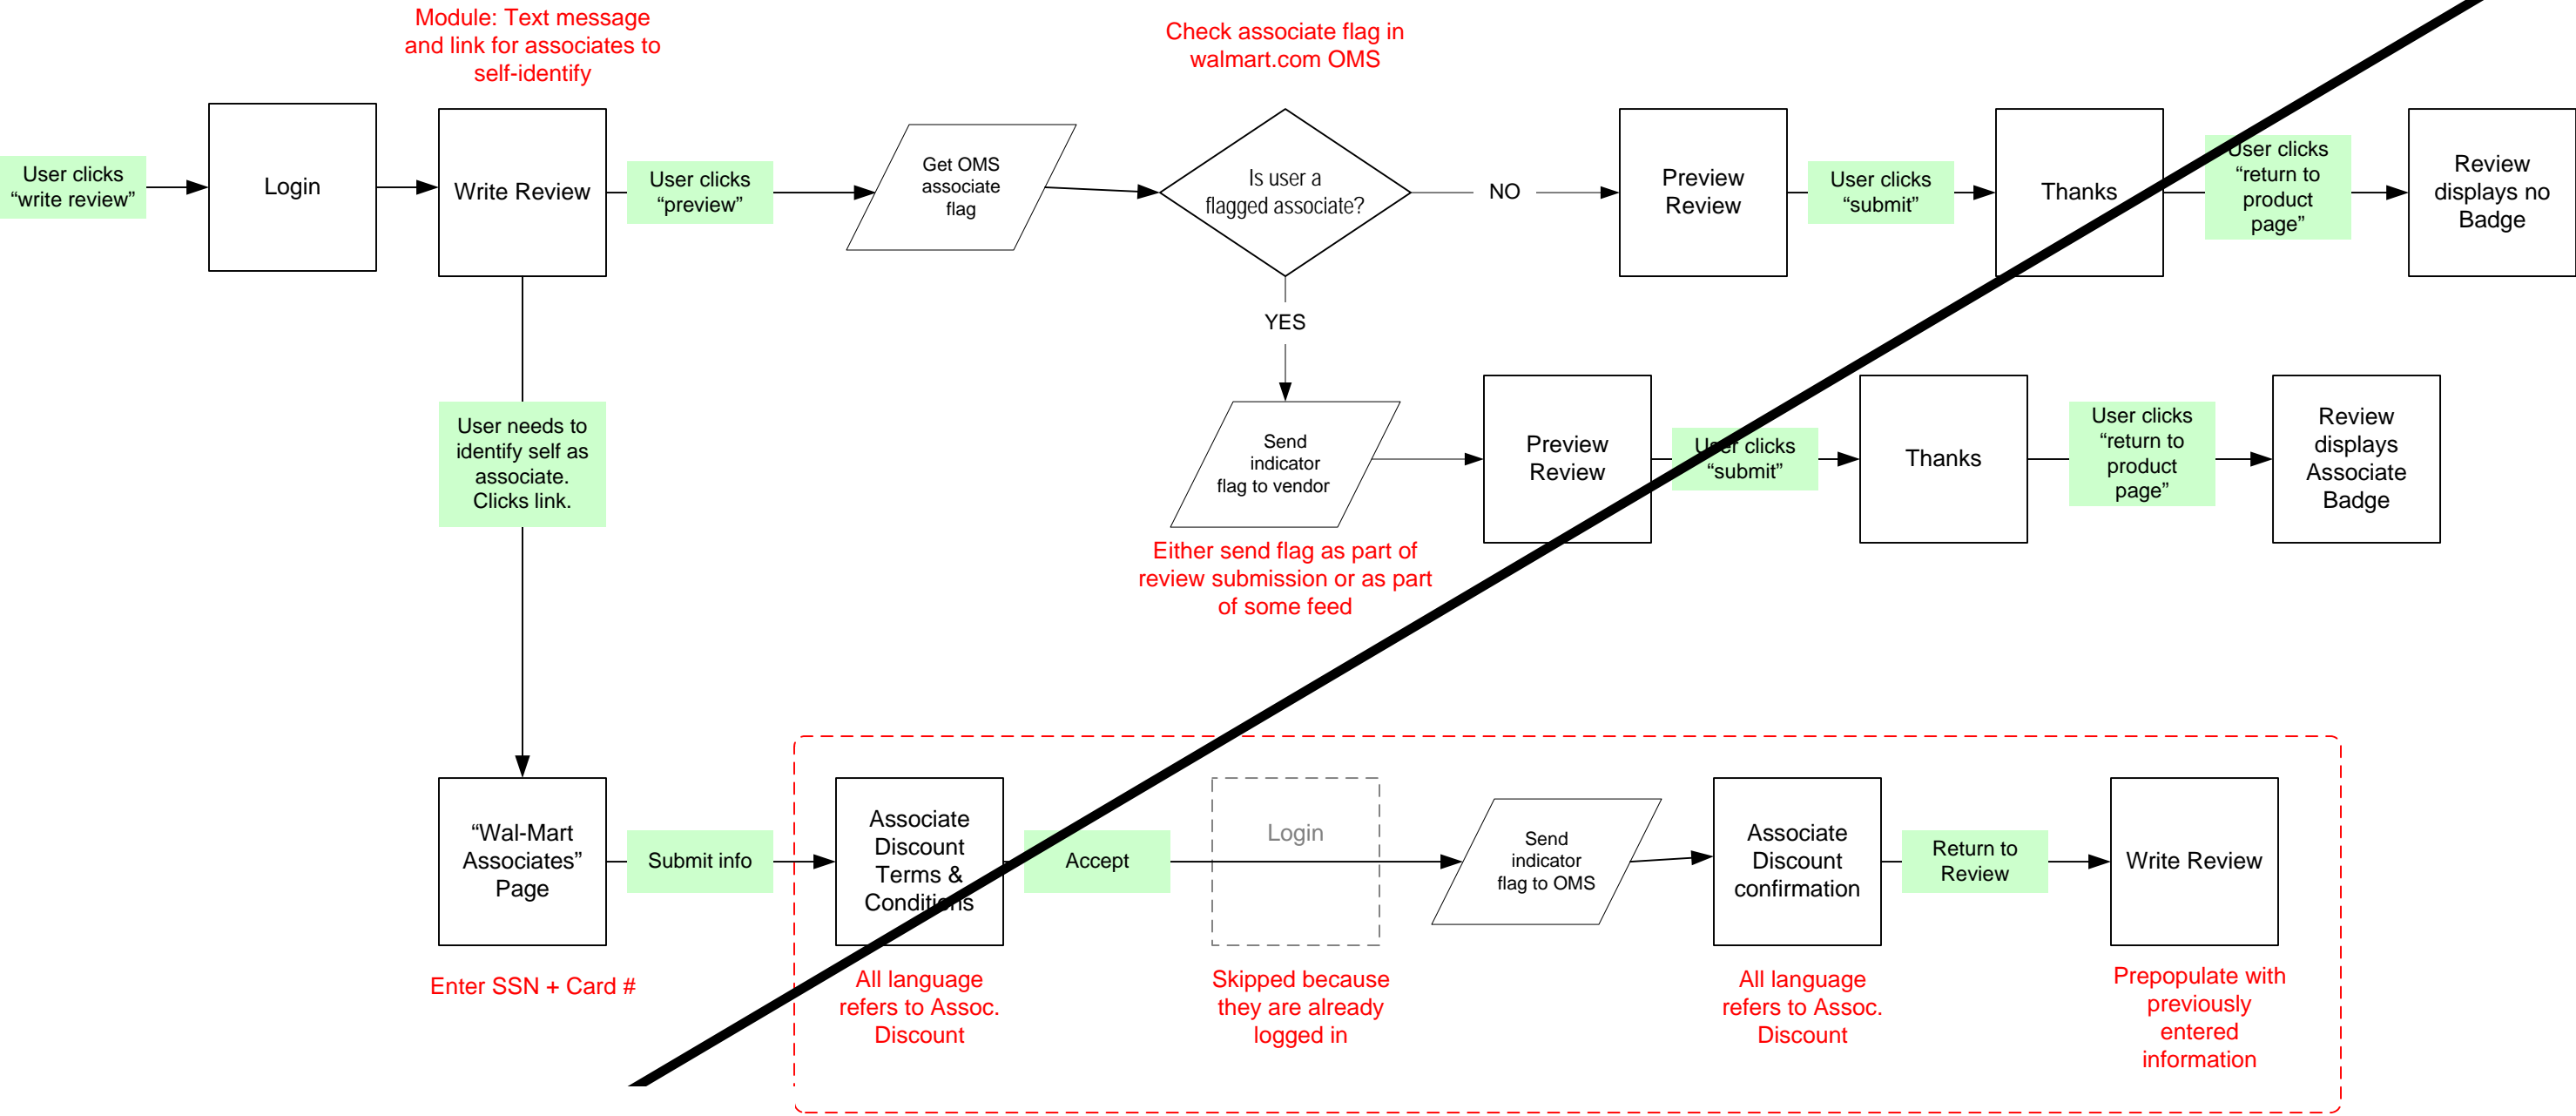 Module: Text message
and link for associates to
self-identify
Check associate flag in
walmart.com OMS
User clicks
“write review”
Login
Write Review
User clicks
“preview”
Get OMS
associate
flag
Is user a
flagged associate?
NO
Preview
Review
User clicks
“submit”
Thanks
User clicks
“return to
product
page”
Review
displays no
Badge
YES
User needs to
identify self as
associate.
Clicks link.
Send
indicator
flag to vendor
Preview
Review
User clicks
“submit”
Thanks
User clicks
“return to
product
page”
Review
displays
Associate
Badge
Either send flag as part of
review submission or as part
of some feed
“Wal-Mart
Associates”
Page
Submit info
Associate
Discount
Terms &
Conditions
Accept
Login
Send
indicator
flag to OMS
Associate
Discount
confirmation
Return to
Review
Write Review
Enter SSN + Card #
All language
refers to Assoc.
Discount
Skipped because
they are already
logged in
All language
refers to Assoc.
Discount
Prepopulate with
previously
entered
information